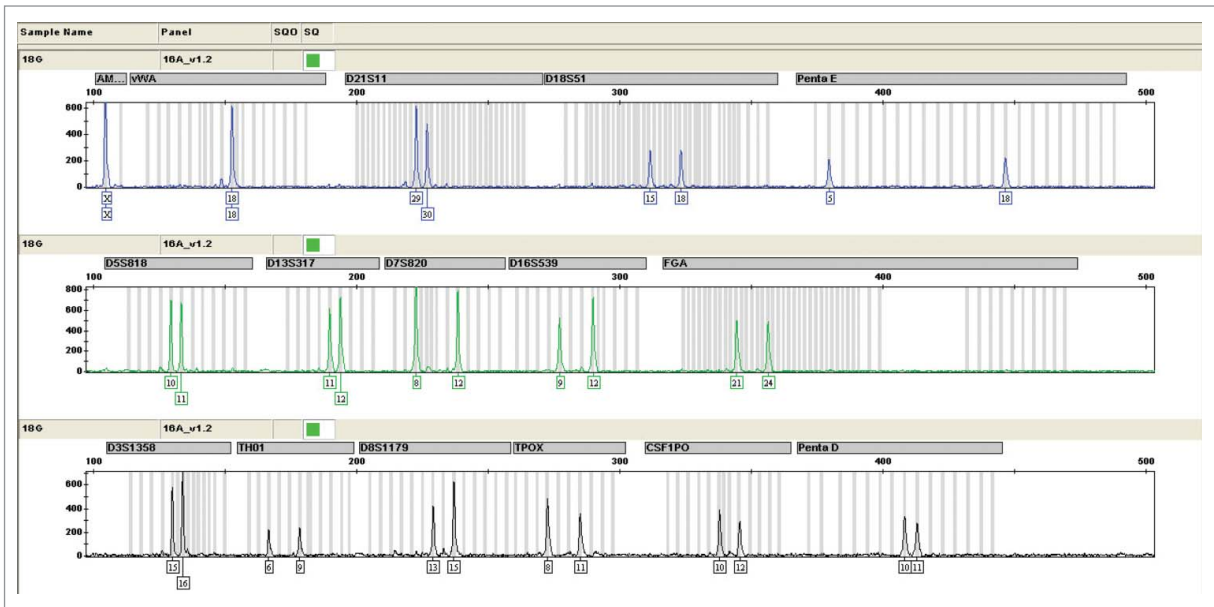 Sample Name Panel SQO SQ
18G 16A_v1.2
AM... vWA D21S11 D18S51 Penta E
100 200 300 400 500
600
400
200
0
X 18 29 15 18 5 18
X 18 30
18G 16A_v1.2
D5S818 D13S317 D7S820 D16S539 FGA
100 200 300 400 500
800
600
400
200
0
10 11 8 12 9 12 21 24
11 12
18G 16A_v1.2
D3S1358 TH01 D8S1179 TPOX CSF1PO Penta D
100 200 300 400 500
600
400
200
0
15 6 9 13 15 8 11 10 12 10 11
16